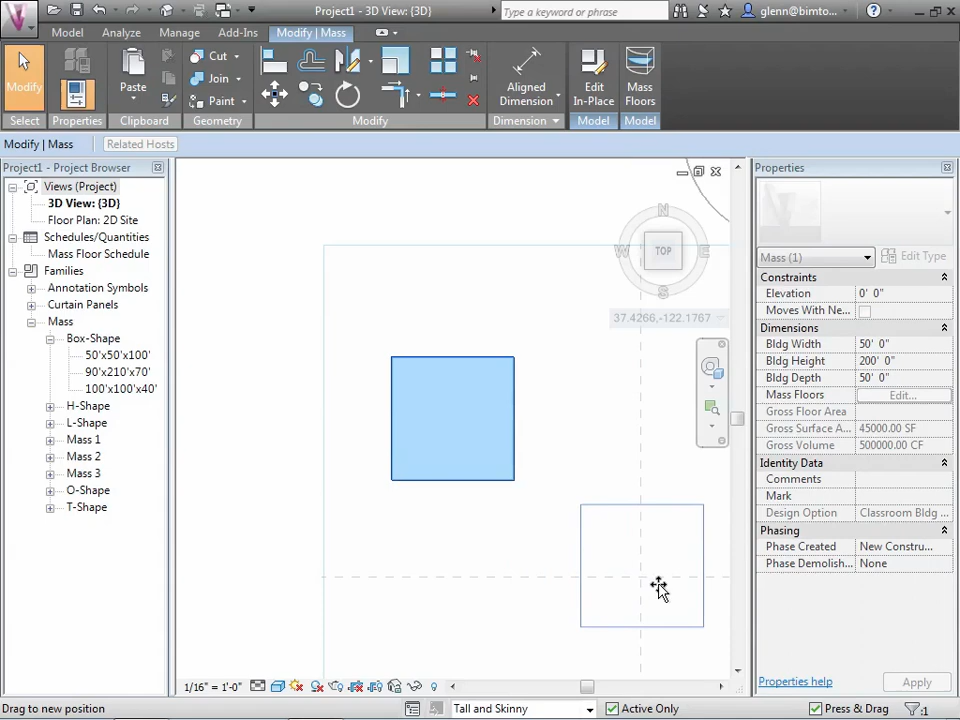 Project1 - 3D View: {3D}
Type a keyword or phrase
glenn@bimto...
Model
Analyze
Manage
Add-Ins
Modify | Mass
Modify
Paste
Cut
Join
Paint
Aligned
Dimension
Edit
In-Place
Mass
Floors
Select
Properties
Clipboard
Geometry
Modify
Dimension
Model
Model
Modify | Mass
Related Hosts
Project1 - Project Browser
Views (Project)
3D View: {3D}
Floor Plan: 2D Site
Schedules/Quantities
Mass Floor Schedule
Families
Annotation Symbols
Curtain Panels
Mass
Box-Shape
50'x50'x100'
90'x210'x70'
100'x100'x40'
H-Shape
L-Shape
Mass 1
Mass 2
Mass 3
O-Shape
T-Shape
N
W
TOP
E
S
37.4266,-122.1767
Properties
Mass (1)
Edit Type
Constraints
Elevation 0' 0"
Moves With Ne...
Dimensions
Bldg Width 50' 0"
Bldg Height 200' 0"
Bldg Depth 50' 0"
Mass Floors Edit...
Gross Floor Area
Gross Surface A... 45000.00 SF
Gross Volume 500000.00 CF
Identity Data
Comments
Mark
Design Option Classroom Bldg ...
Phasing
Phase Created New Constru...
Phase Demolish... None
Properties help
Apply
1/16" = 1'-0"
Drag to new position
Tall and Skinny
Active Only
Press & Drag
:1